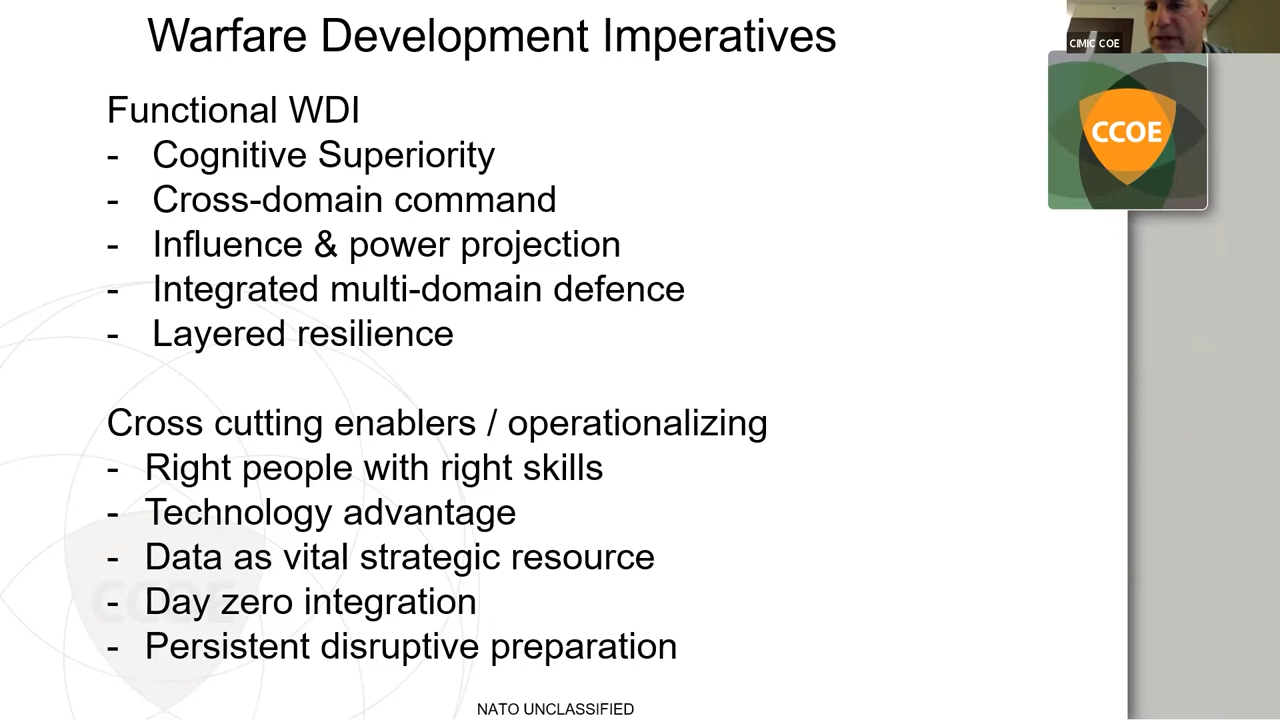 Warfare Development Imperatives
CIMIC COE
CCOE
Functional WDI
- Cognitive Superiority
- Cross-domain command
- Influence & power projection
- Integrated multi-domain defence
- Layered resilience
Cross cutting enablers / operationalizing
- Right people with right skills
- Technology advantage
- Data as vital strategic resource
- Day zero integration
- Persistent disruptive preparation
CCOE
NATO UNCLASSIFIED